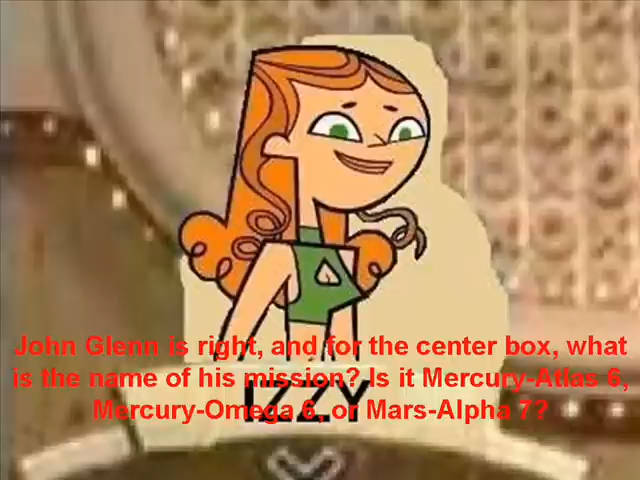 John Glenn is right, and for the center box, what
is the name of his mission? Is it Mercury-Atlas 6,
Mercury-Omega 6, or Mars-Alpha 7?
IZZY